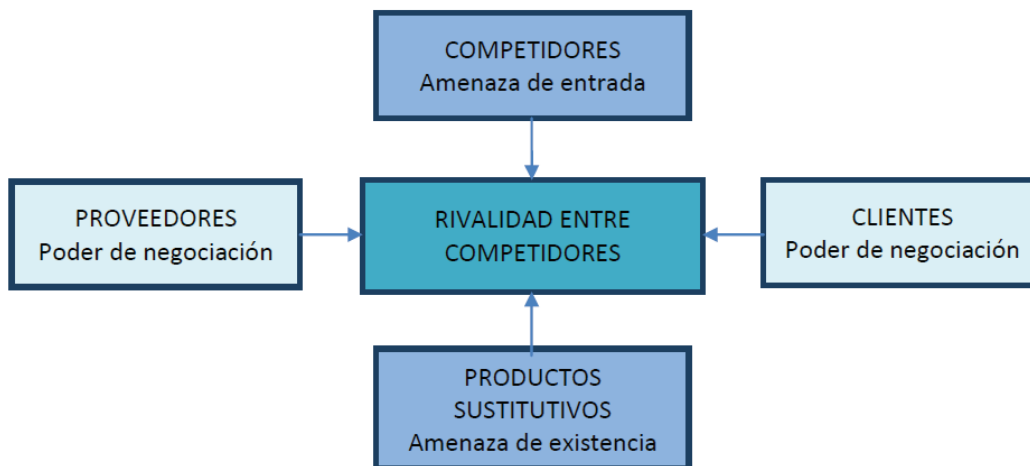 COMPETIDORES
Amenaza de entrada
PROVEEDORES
Poder de negociación
RIVALIDAD ENTRE
COMPETIDORES
CLIENTES
Poder de negociación
PRODUCTOS
SUSTITUTIVOS
Amenaza de existencia